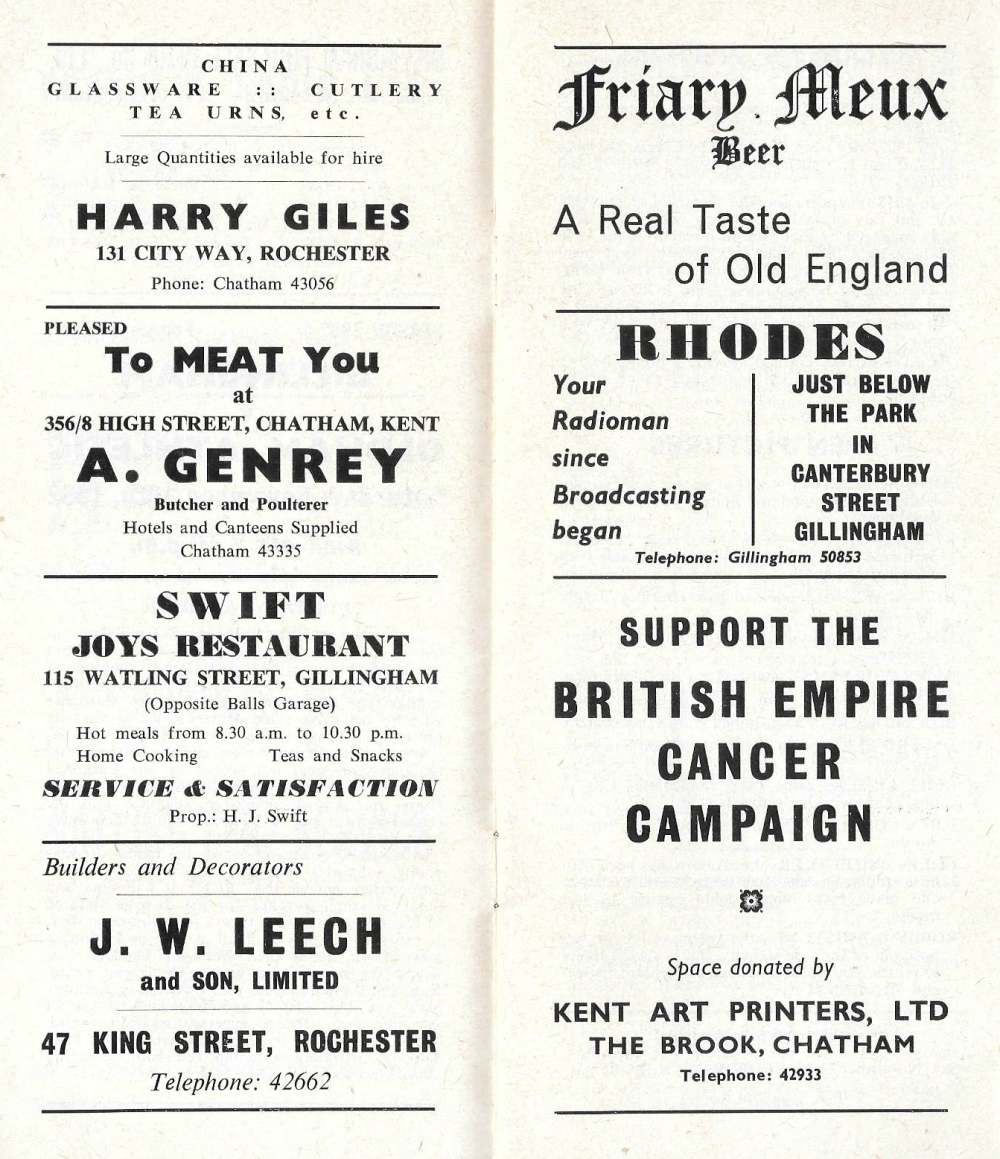 CHINA
GLASSWARE :: CUTLERY
TEA URNS, etc.
Large Quantities available for hire
HARRY GILES
131 CITY WAY, ROCHESTER
Phone: Chatham 43056
PLEASED
To MEAT You
at
356/8 HIGH STREET, CHATHAM, KENT
A. GENREY
Butcher and Poulterer
Hotels and Canteens Supplied
Chatham 43335
SWIFT
JOYS RESTAURANT
115 WATLING STREET, GILLINGHAM
(Opposite Balls Garage)
Hot meals from 8.30 a.m. to 10.30 p.m.
Home Cooking Teas and Snacks
SERVICE & SATISFACTION
Prop.: H. J. Swift
Builders and Decorators
J. W. LEECH
and SON, LIMITED
47 KING STREET, ROCHESTER
Telephone: 42662
Friary. Meux
Beer
A Real Taste
of Old England
RHODES
Your
Radioman
since
Broadcasting
began
JUST BELOW
THE PARK
IN
CANTERBURY
STREET
GILLINGHAM
Telephone: Gillingham 50853
SUPPORT THE
BRITISH EMPIRE
CANCER
CAMPAIGN
Space donated by
KENT ART PRINTERS, LTD
THE BROOK, CHATHAM
Telephone: 42933